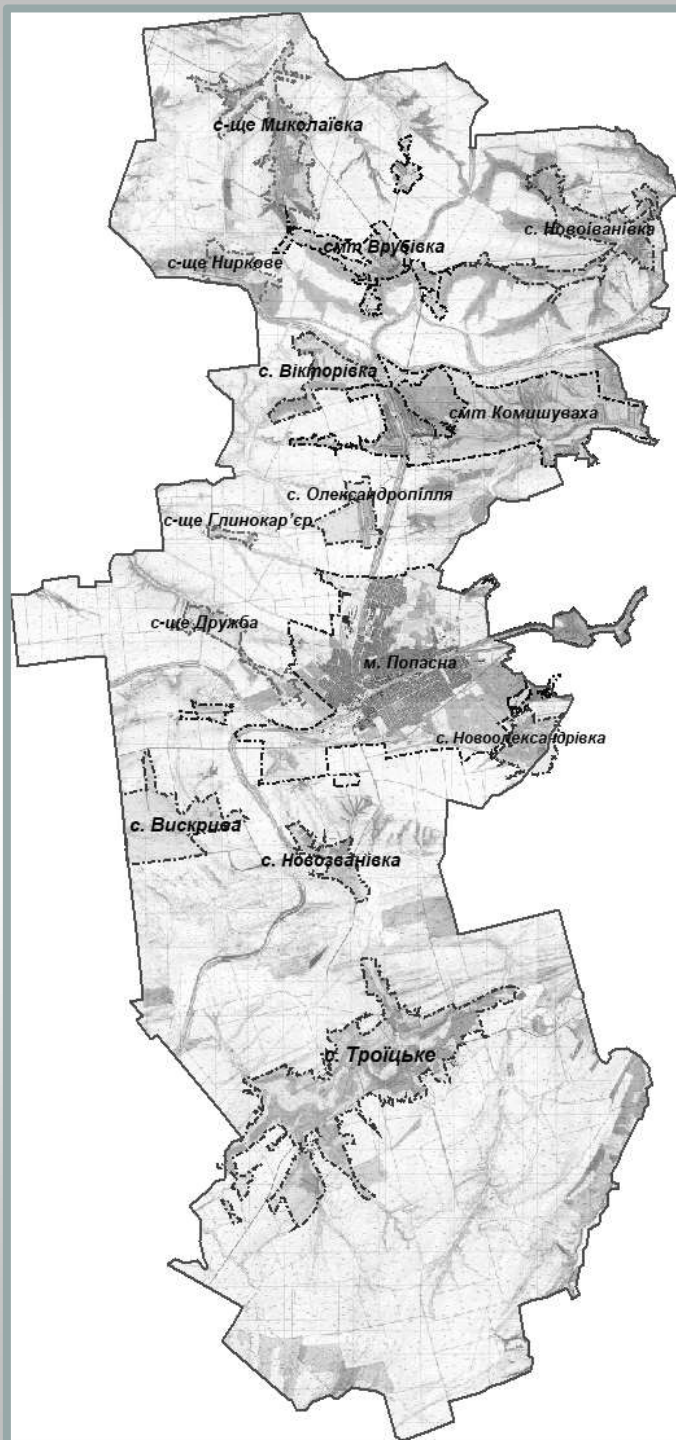 с-ще Миколаївка
с. Новоіванівка
смт Врубівка
с-ще Ниркове
с. Вікторівка
смт Комишуваха
с. Олександропілля
с-ще Глинокар'єр
с-ще Дружба
м. Попасна
с. Новоолександрівка
с. Вискрива
с. Новозванівка
с. Троїцьке